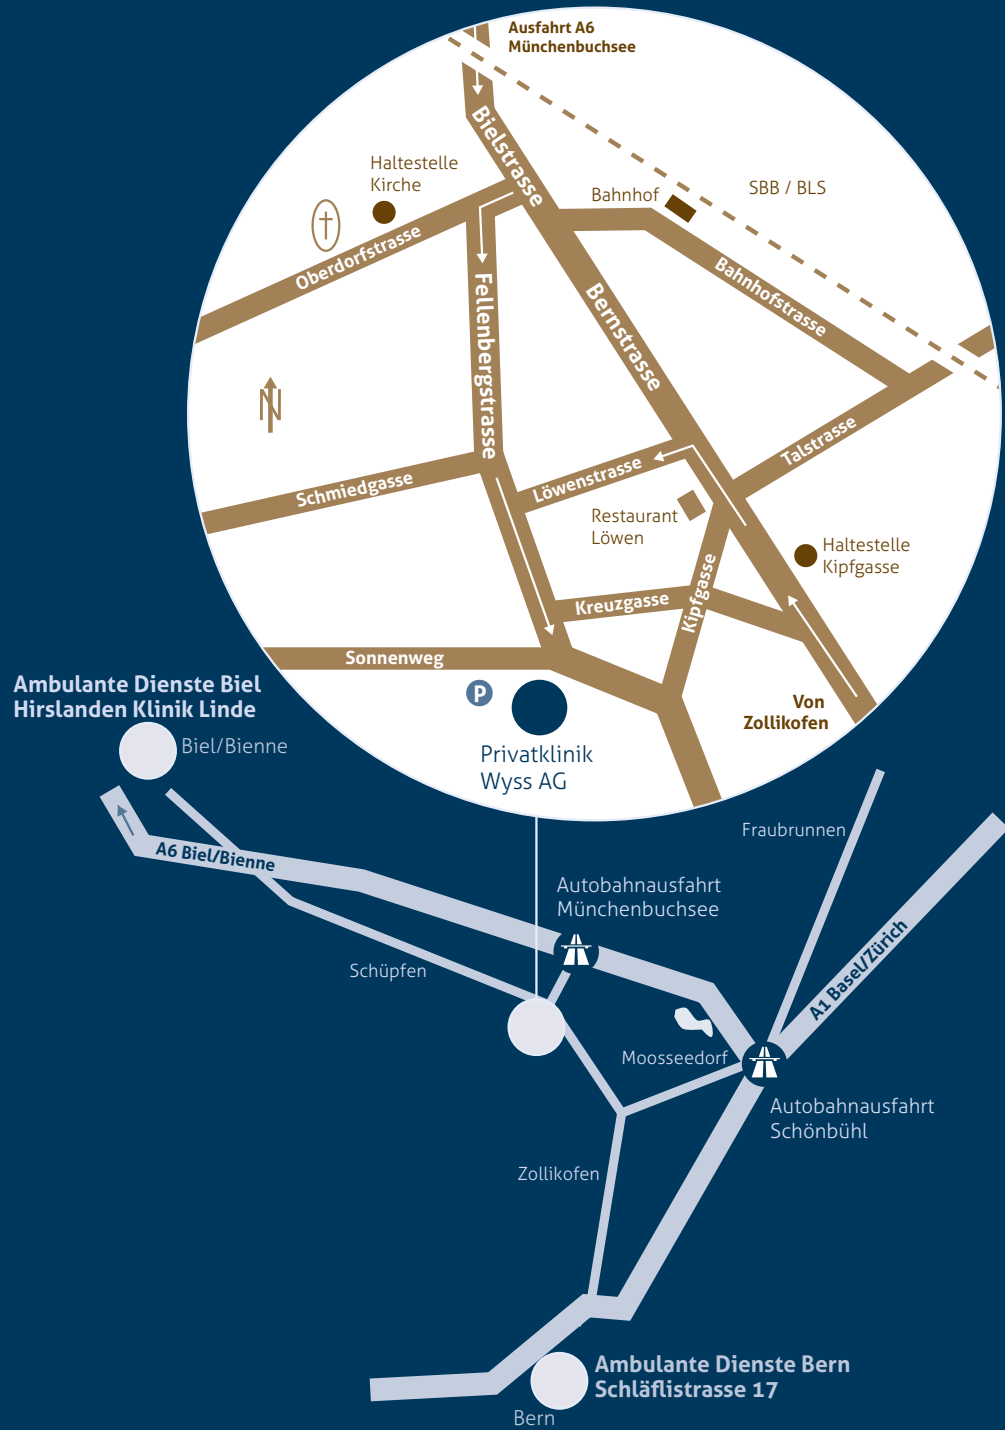 Ausfahrt A6
Münchenbuchsee
Bielstrasse
Haltestelle
Kirche
Bahnhof
SBB / BLS
Oberdorfstrasse
Fellenbergstrasse
Bernstrasse
Bahnhofstrasse
N
Talstrasse
Löwenstrasse
Schmiedgasse
Restaurant
Löwen
Haltestelle
Kipfgasse
Kipfgasse
Kreuzgasse
Sonnenweg
P
Von
Zollikofen
Privatklinik
Wyss AG
Ambulante Dienste Biel
Hirslanden Klinik Linde
Biel/Bienne
A6 Biel/Bienne
Fraubrunnen
Autobahnausfahrt
Münchenbuchsee
A1 Basel/Zürich
Schüpfen
Moosseedorf
Autobahnausfahrt
Schönbühl
Zollikofen
Ambulante Dienste Bern
Schläflistrasse 17
Bern